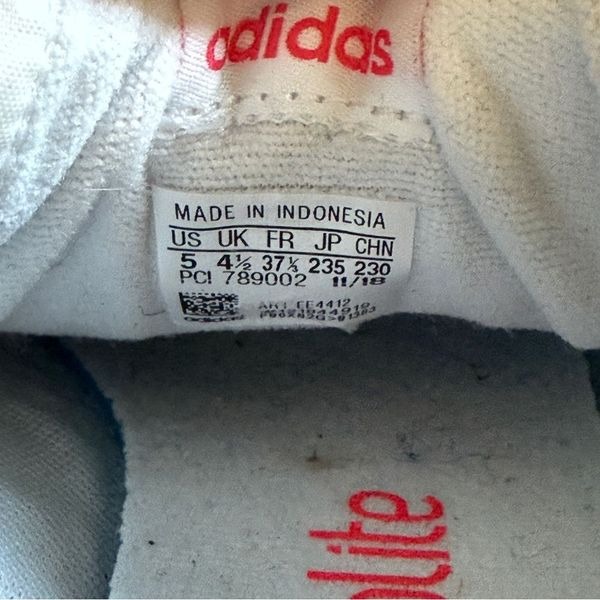 adidas
MADE IN INDONESIA
US UK FR JP CHN
5 4½ 37⅓ 235 230
PCI 789002 11/18
ART EE4412
adidas
lite